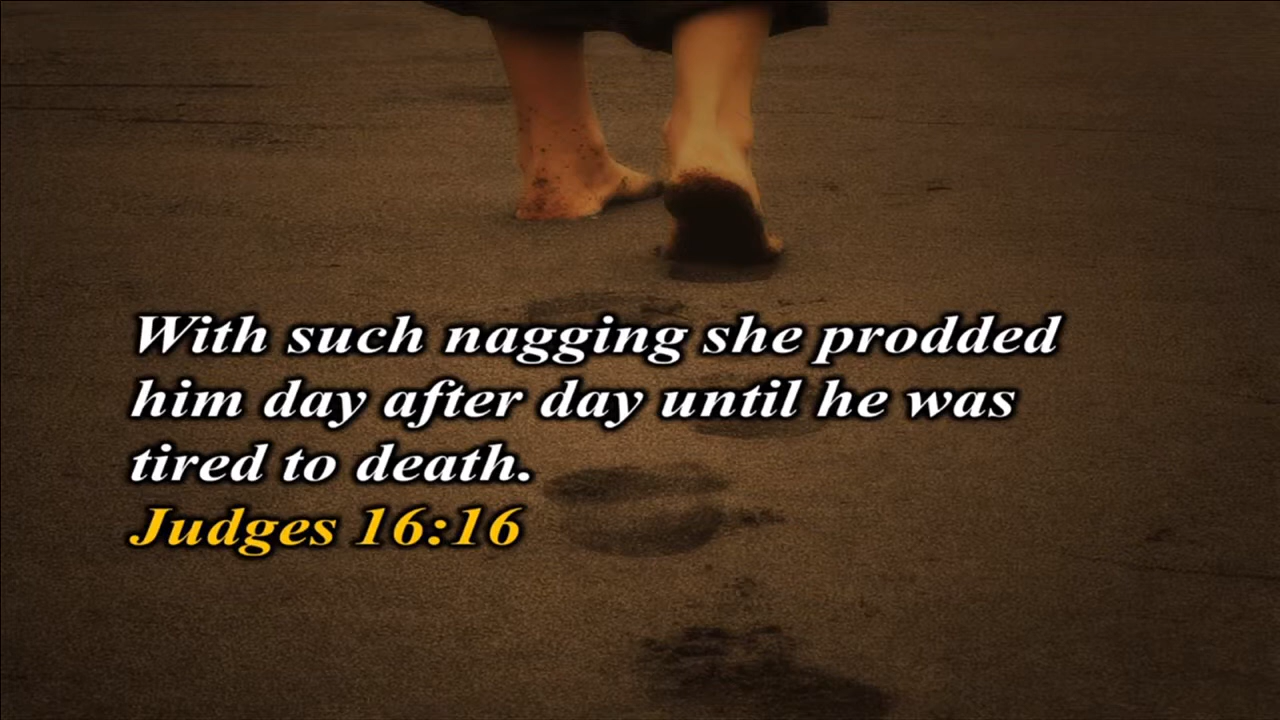 With such nagging she prodded
him day after day until he was
tired to death.
Judges 16:16